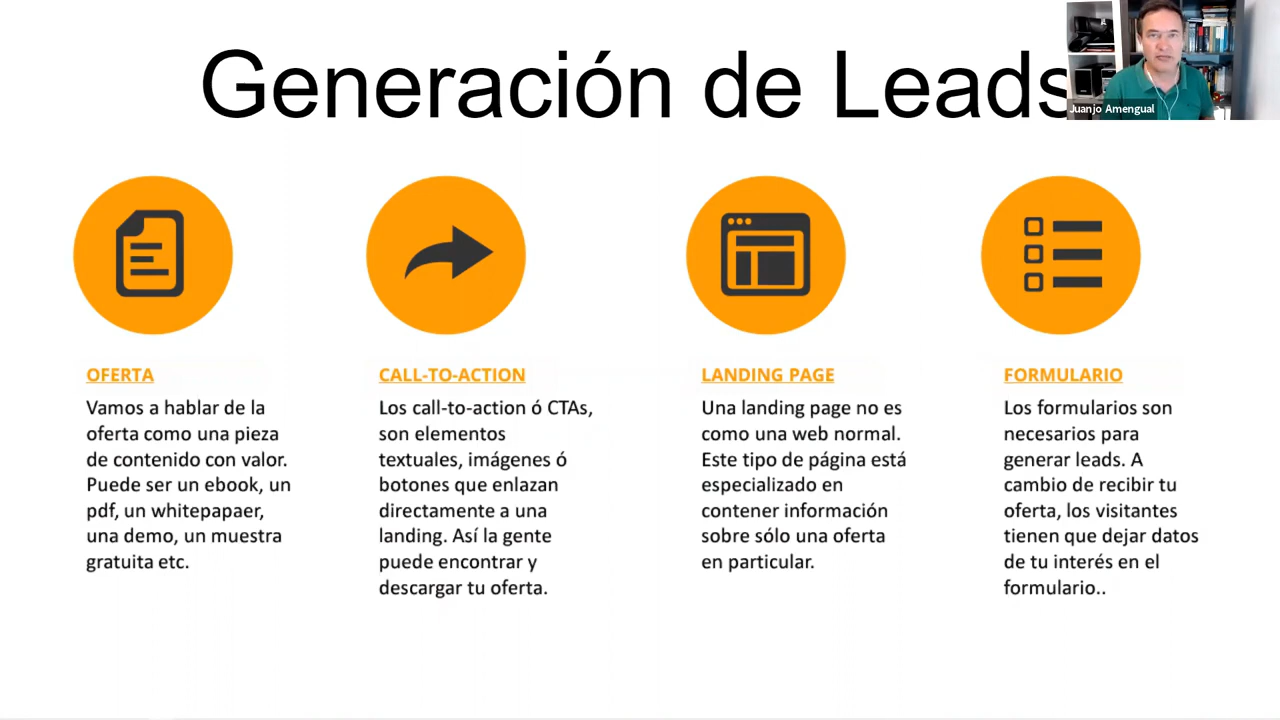 Generación de Leads
Juanjo Amengual
OFERTA
Vamos a hablar de la
oferta como una pieza
de contenido con valor.
Puede ser un ebook, un
pdf, un whitepapaer,
una demo, un muestra
gratuita etc.
CALL-TO-ACTION
Los call-to-action ó CTAs,
son elementos
textuales, imágenes ó
botones que enlazan
directamente a una
landing. Así la gente
puede encontrar y
descargar tu oferta.
LANDING PAGE
Una landing page no es
como una web normal.
Este tipo de página está
especializado en
contener información
sobre sólo una oferta
en particular.
FORMULARIO
Los formularios son
necesarios para
generar leads. A
cambio de recibir tu
oferta, los visitantes
tienen que dejar datos
de tu interés en el
formulario..